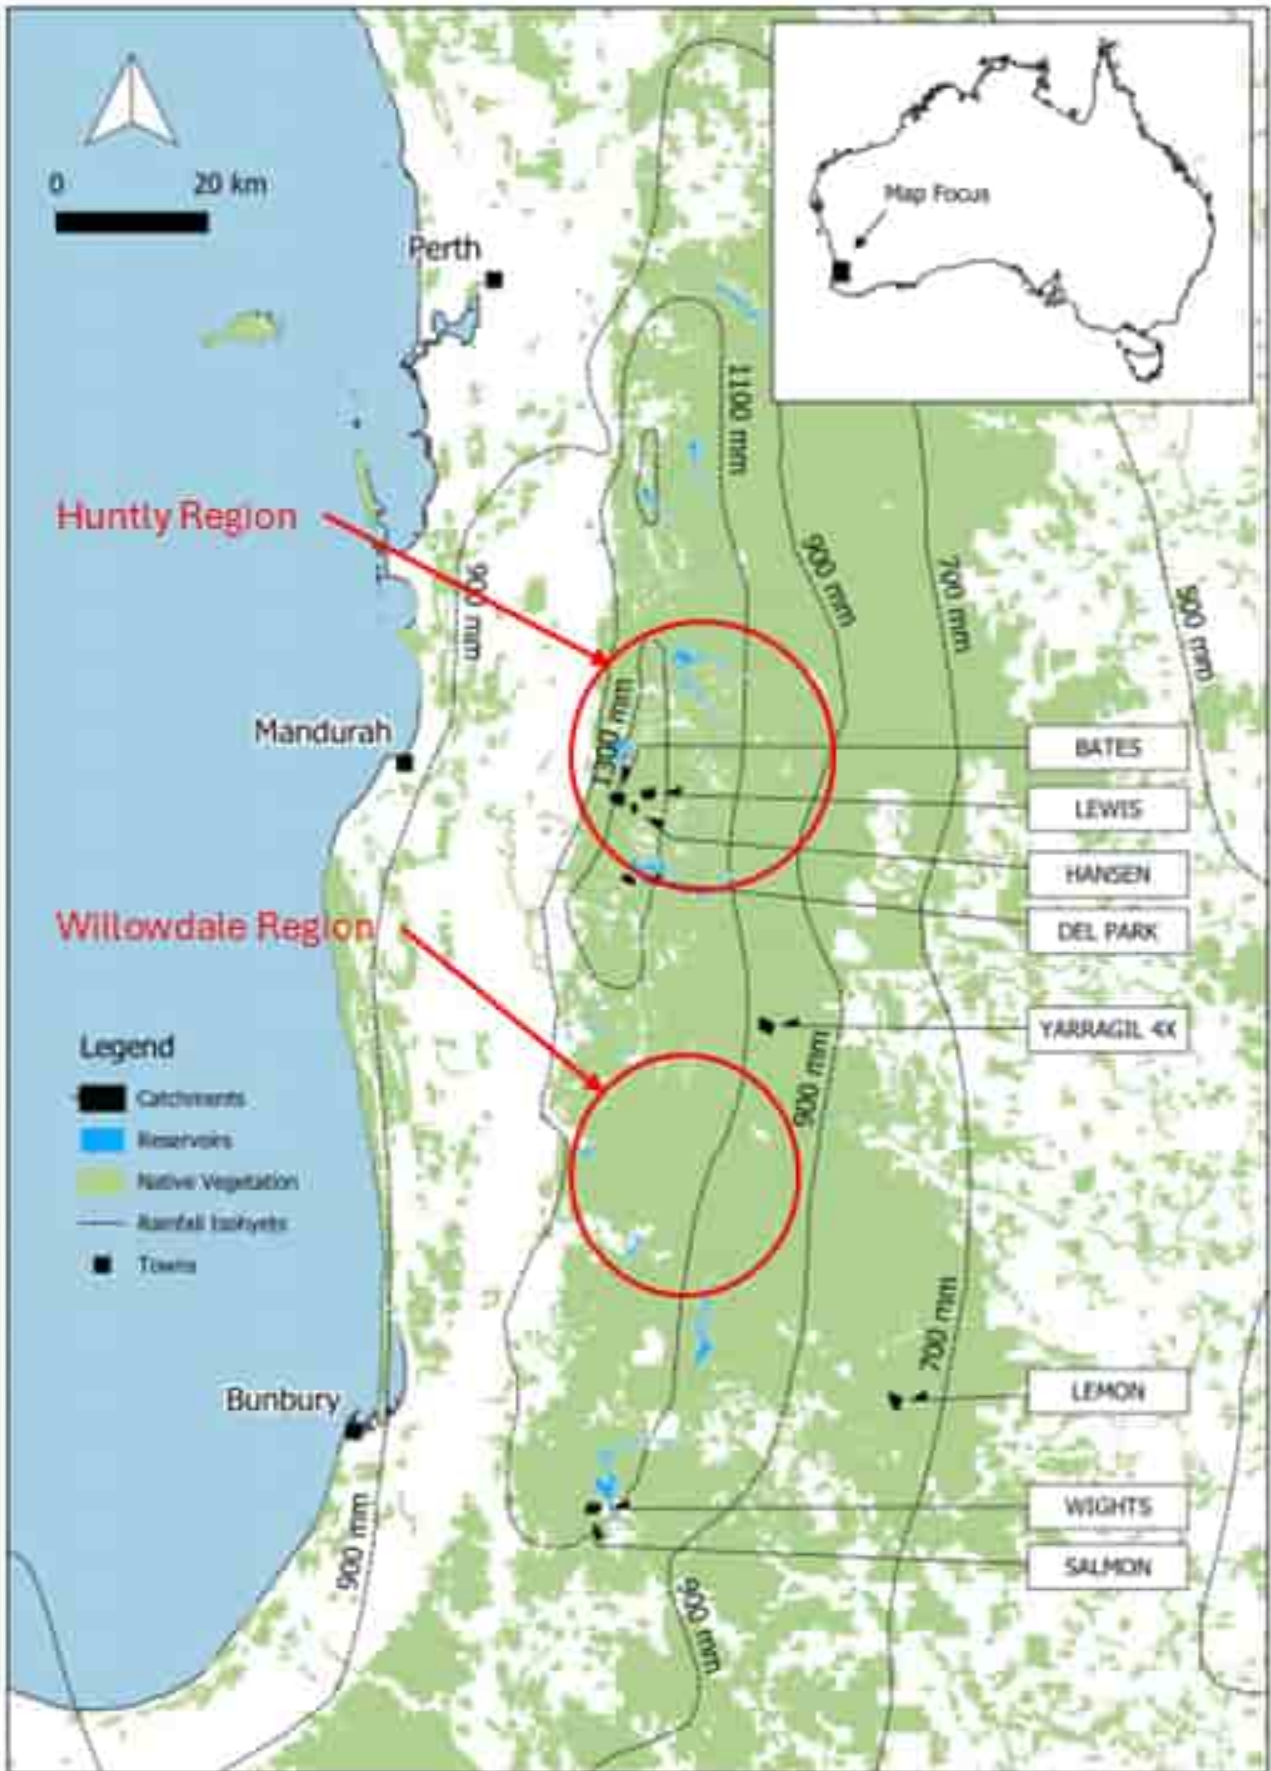 0 20 km
Perth
Map Focus
1100 mm
Huntly Region
900 mm
900 mm
700 mm
500 mm
1300 mm
Mandurah
BATES
LEWIS
HANSEN
DEL PARK
Willowdale Region
YARRAGIL 4X
900 mm
Legend
Catchments
Reservoirs
Native Vegetation
Rainfall Isohyets
Towns
700 mm
Bunbury
LEMON
WIGHTS
SALMON
900 mm
900 mm